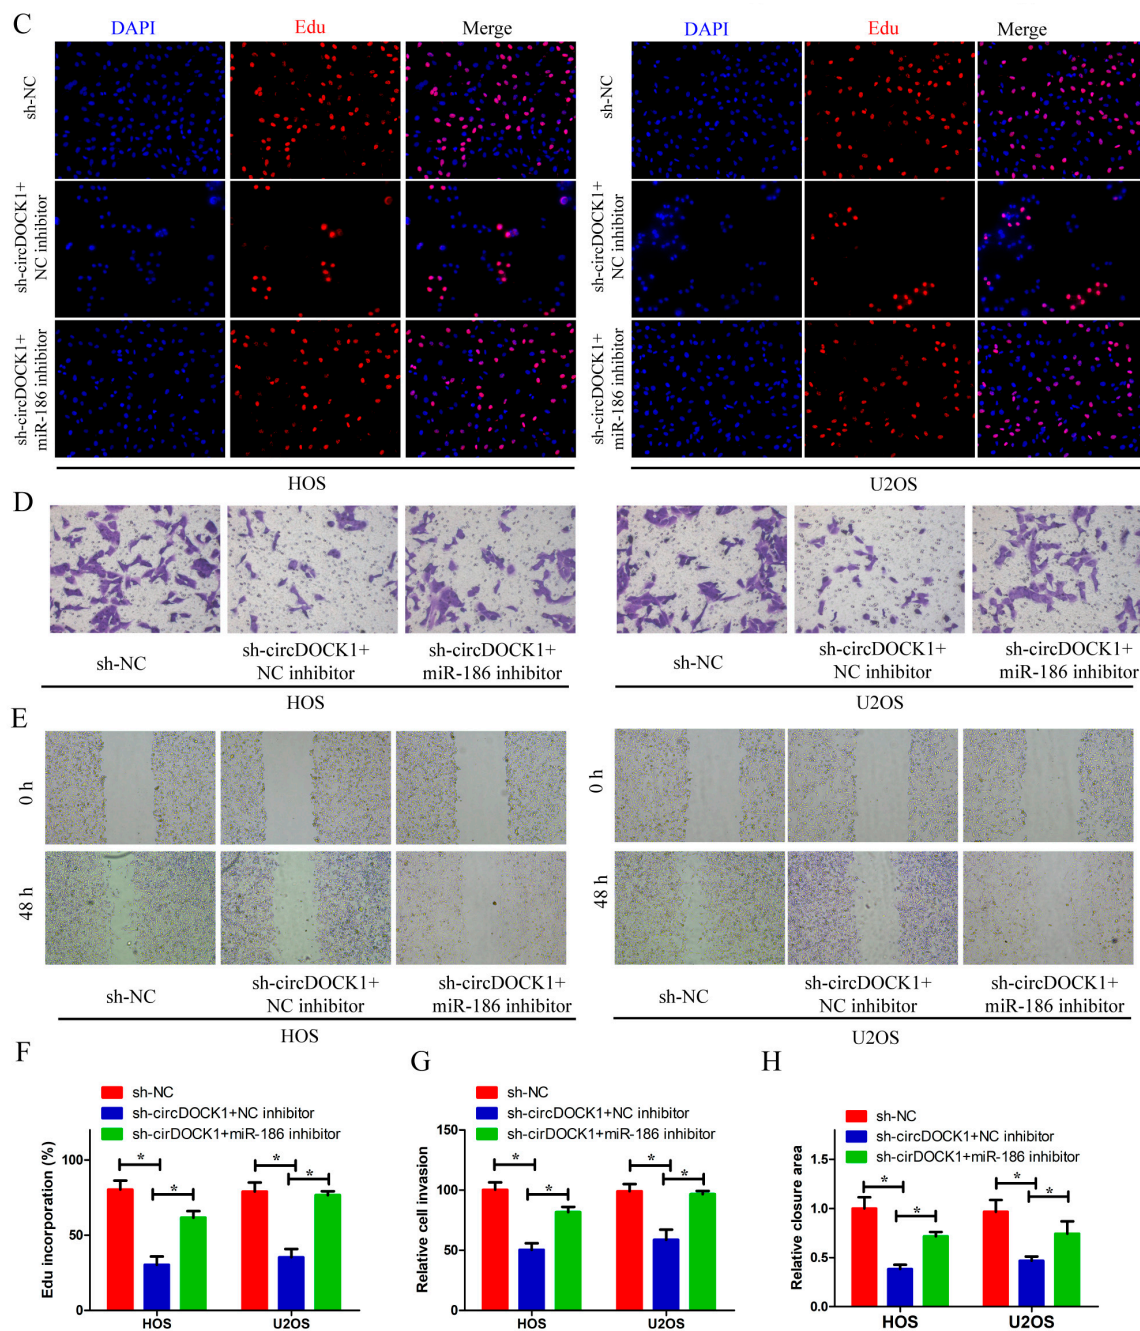 C
DAPI Edu Merge DAPI Edu Merge
sh-NC
sh-circDOCK1+
NC inhibitor
sh-circDOCK1+
miR-186 inhibitor
sh-NC
sh-circDOCK1+
NC inhibitor
sh-circDOCK1+
miR-186 inhibitor
HOS U2OS
D
sh-NC
sh-circDOCK1+
NC inhibitor
sh-circDOCK1+
miR-186 inhibitor
sh-NC
sh-circDOCK1+
NC inhibitor
sh-circDOCK1+
miR-186 inhibitor
HOS U2OS
E
0 h
48 h
0 h
48 h
sh-NC
sh-circDOCK1+
NC inhibitor
sh-circDOCK1+
miR-186 inhibitor
sh-NC
sh-circDOCK1+
NC inhibitor
sh-circDOCK1+
miR-186 inhibitor
HOS U2OS
F
sh-NC
sh-circDOCK1+NC inhibitor
sh-cirDOCK1+miR-186 inhibitor
Edu incorporation (%)
100
50
0
* * * *
HOS U2OS
G
sh-NC
sh-circDOCK1+NC inhibitor
sh-cirDOCK1+miR-186 inhibitor
Relative cell invasion
150
100
50
0
* * * *
HOS U2OS
H
sh-NC
sh-circDOCK1+NC inhibitor
sh-cirDOCK1+miR-186 inhibitor
Relative closure area
1.5
1.0
0.5
0.0
* * * *
HOS U2OS